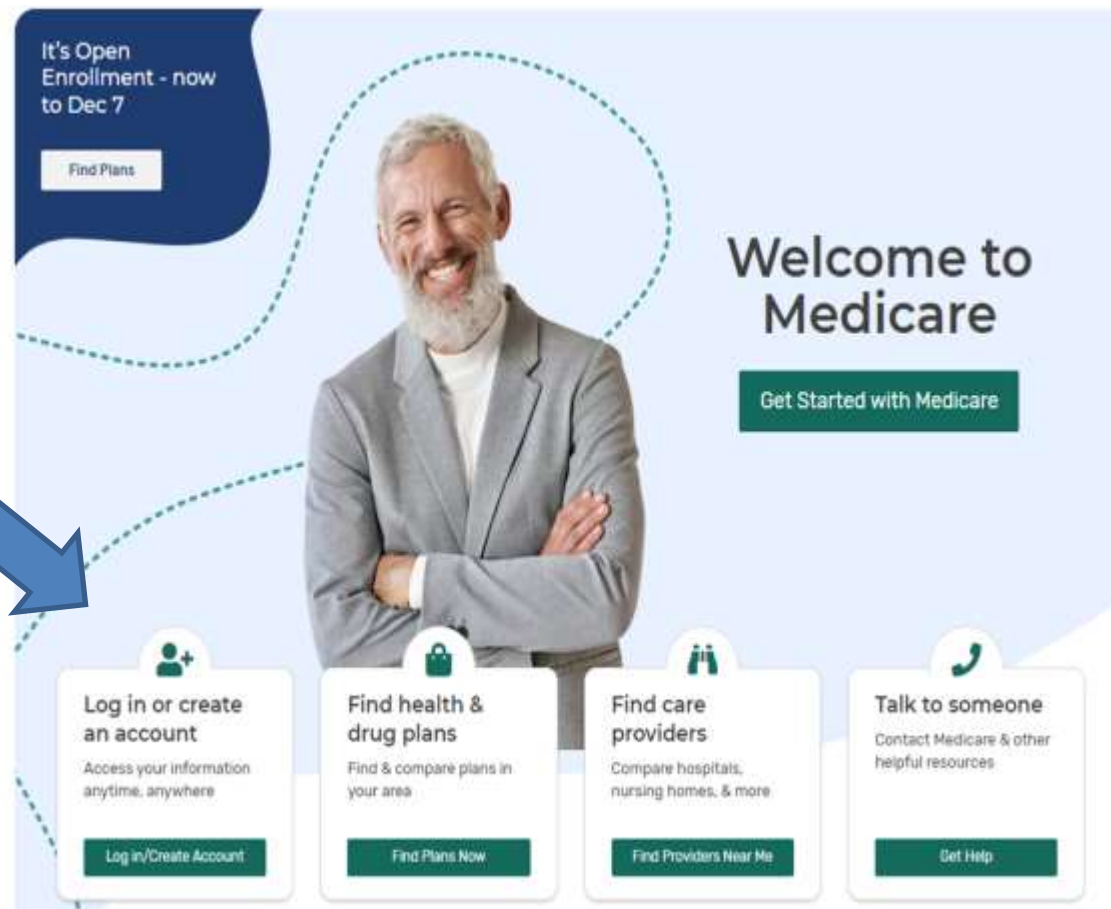 It's Open
Enrollment - now
to Dec 7
Find Plans
Welcome to
Medicare
Get Started with Medicare
Log in or create
an account
Access your information
anytime, anywhere
Log in/Create Account
Find health &
drug plans
Find & compare plans in
your area
Find Plans Now
Find care
providers
Compare hospitals,
nursing homes, & more
Find Providers Near Me
Talk to someone
Contact Medicare & other
helpful resources
Get Help